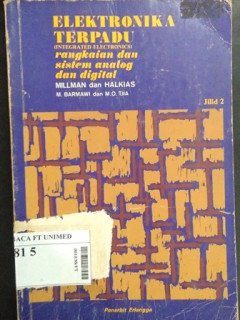 ELEKTRONIKA
TERPADU
(INTEGRATED ELECTRONICS)
rangkaian dan
sistem analog
dan digital
MILLMAN dan HALKIAS
M. BARMAWI dan M.O. TJIA
Jilid 2
BACA FT UNIMED
81 5
Penerbit Erlangga